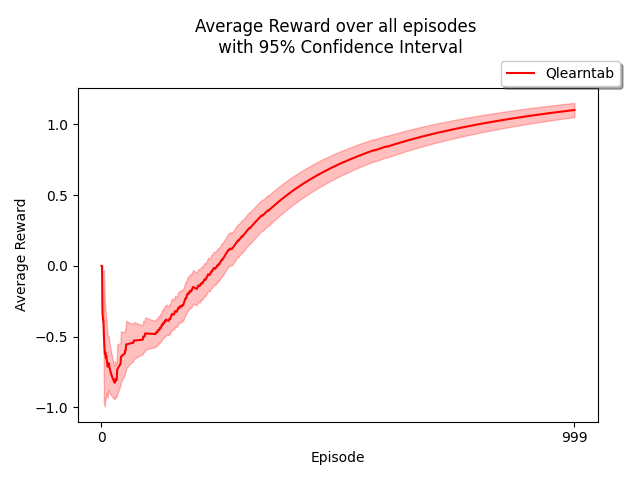 Average Reward over all episodes
with 95% Confidence Interval
Qlearntab
1.0
0.5
0.0
−0.5
−1.0
Average Reward
0
999
Episode